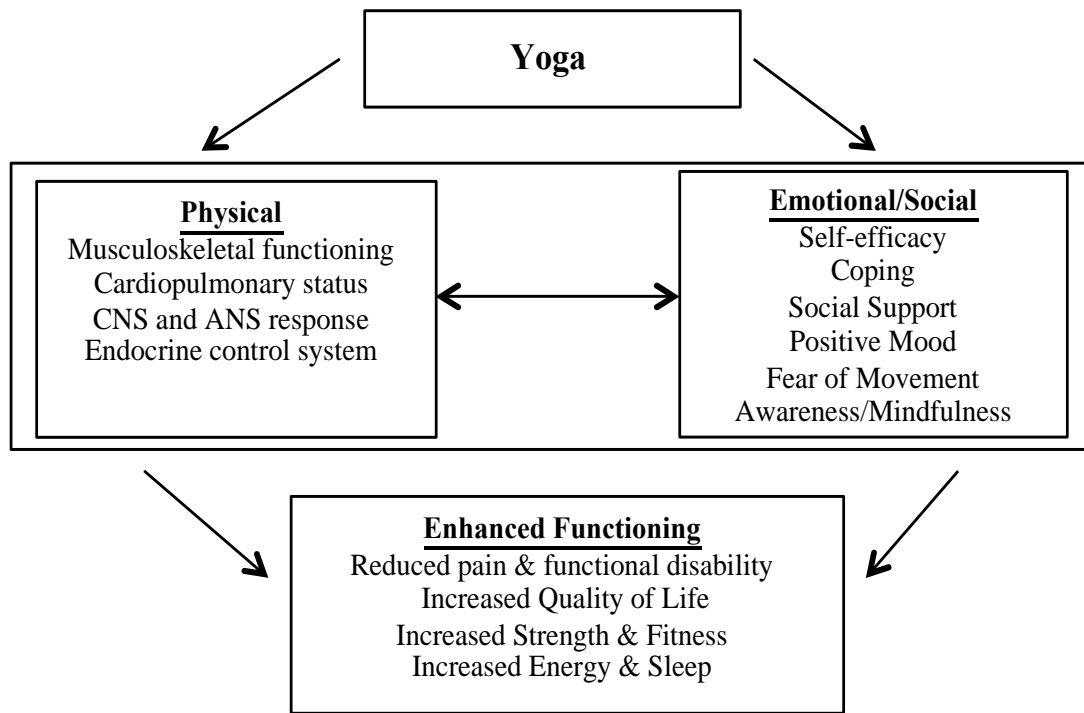 Yoga
Physical
Musculoskeletal functioning
Cardiopulmonary status
CNS and ANS response
Endocrine control system
Emotional/Social
Self-efficacy
Coping
Social Support
Positive Mood
Fear of Movement
Awareness/Mindfulness
Enhanced Functioning
Reduced pain & functional disability
Increased Quality of Life
Increased Strength & Fitness
Increased Energy & Sleep